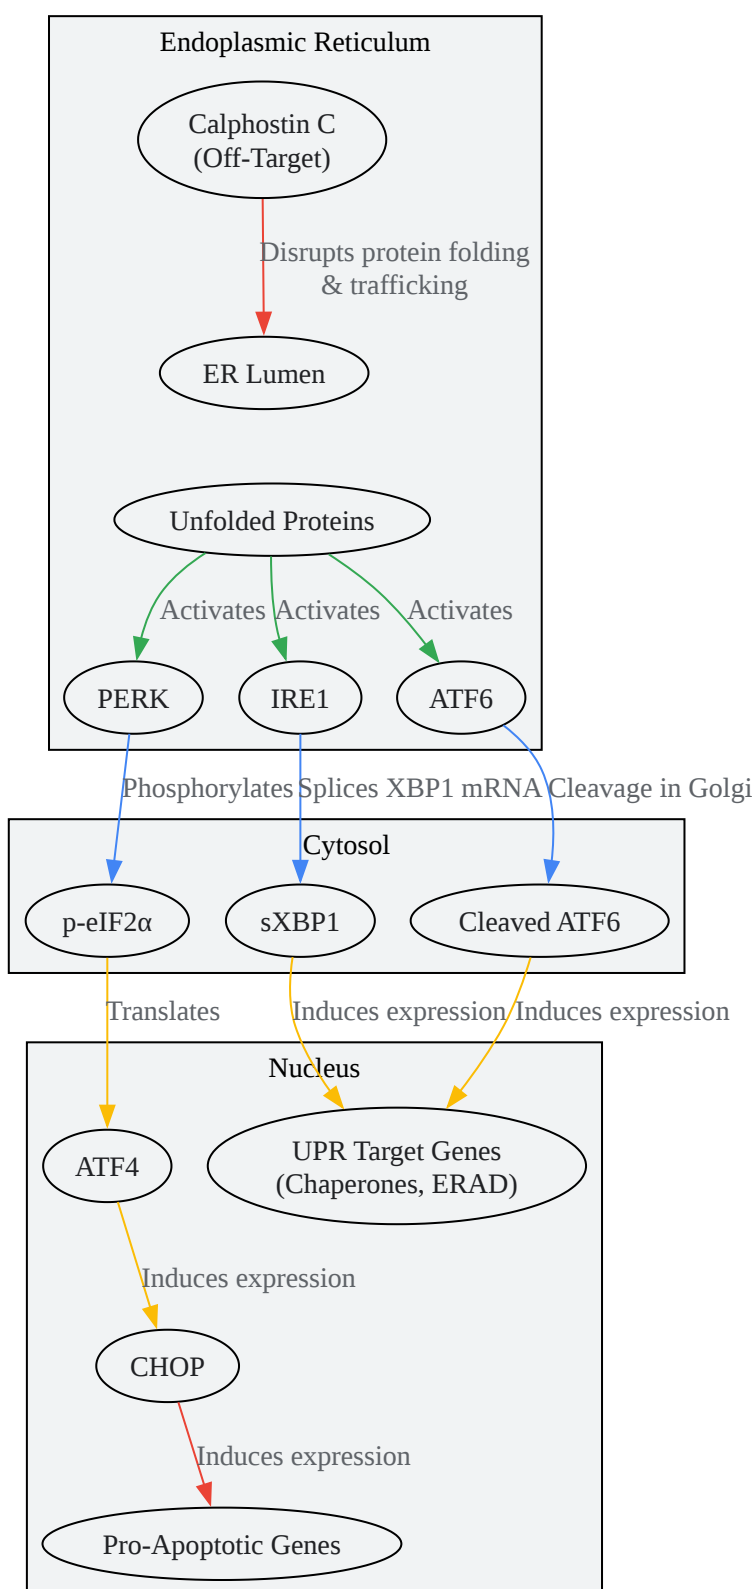 Endoplasmic Reticulum
Calphostin C
(Off-Target)
Disrupts protein folding
& trafficking
ER Lumen
Unfolded Proteins
Activates
Activates
Activates
PERK
IRE1
ATF6
Phosphorylates
Splices XBP1 mRNA
Cleavage in Golgi
Cytosol
p-eIF2α
sXBP1
Cleaved ATF6
Translates
Induces expression
Induces expression
Nucleus
ATF4
UPR Target Genes
(Chaperones, ERAD)
Induces expression
CHOP
Induces expression
Pro-Apoptotic Genes